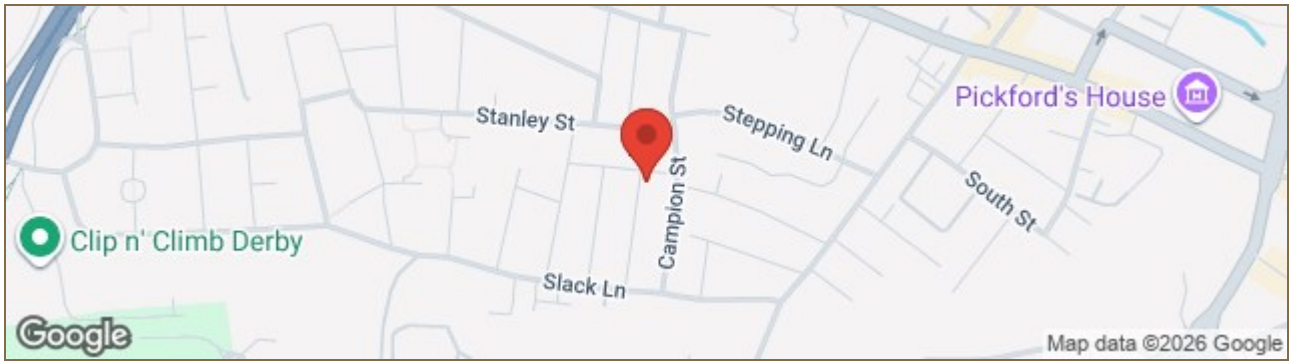 Pickford's House
Stanley St
Stepping Ln
South St
Campion St
Clip n' Climb Derby
Slack Ln
Google
Map data ©2026 Google